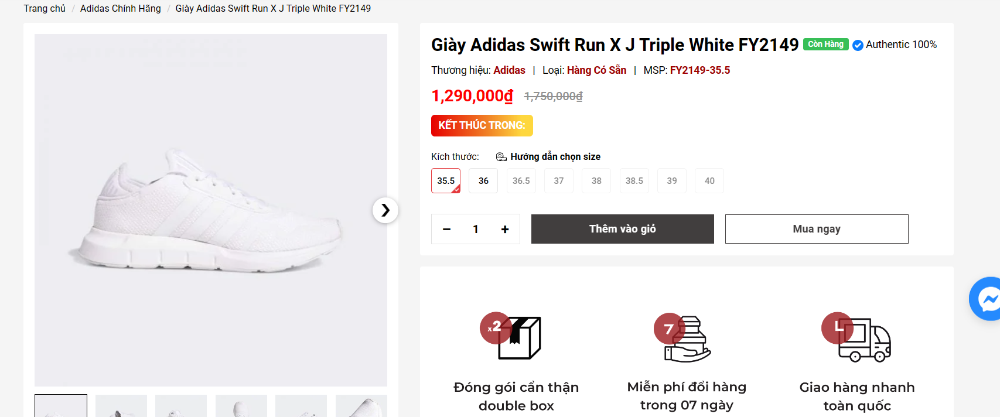 Trang chủ / Adidas Chính Hãng / Giày Adidas Swift Run X J Triple White FY2149
Giày Adidas Swift Run X J Triple White FY2149 Còn Hàng Authentic 100%
Thương hiệu: Adidas | Loại: Hàng Có Sẵn | MSP: FY2149-35.5
1,290,000₫ 1,750,000₫
KẾT THÚC TRONG:
Kích thước: Hướng dẫn chọn size
35.5 36 36.5 37 38 38.5 39 40
− 1 + Thêm vào giỏ Mua ngay
x2 7 L
Đóng gói cẩn thận
double box
Miễn phí đổi hàng
trong 07 ngày
Giao hàng nhanh
toàn quốc